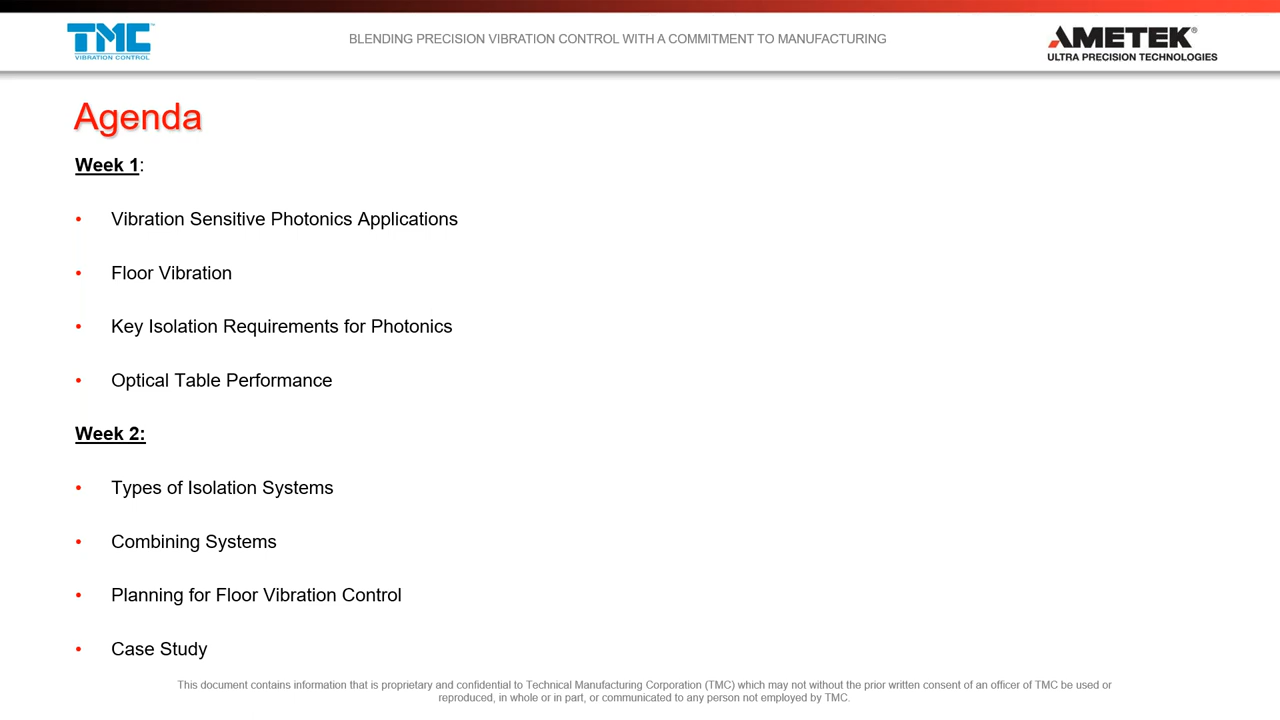 TMC™
VIBRATION CONTROL
BLENDING PRECISION VIBRATION CONTROL WITH A COMMITMENT TO MANUFACTURING
AMETEK®
ULTRA PRECISION TECHNOLOGIES
Agenda
Week 1:
• Vibration Sensitive Photonics Applications
• Floor Vibration
• Key Isolation Requirements for Photonics
• Optical Table Performance
Week 2:
• Types of Isolation Systems
• Combining Systems
• Planning for Floor Vibration Control
• Case Study
This document contains information that is proprietary and confidential to Technical Manufacturing Corporation (TMC) which may not without the prior written consent of an officer of TMC be used or
reproduced, in whole or in part, or communicated to any person not employed by TMC.